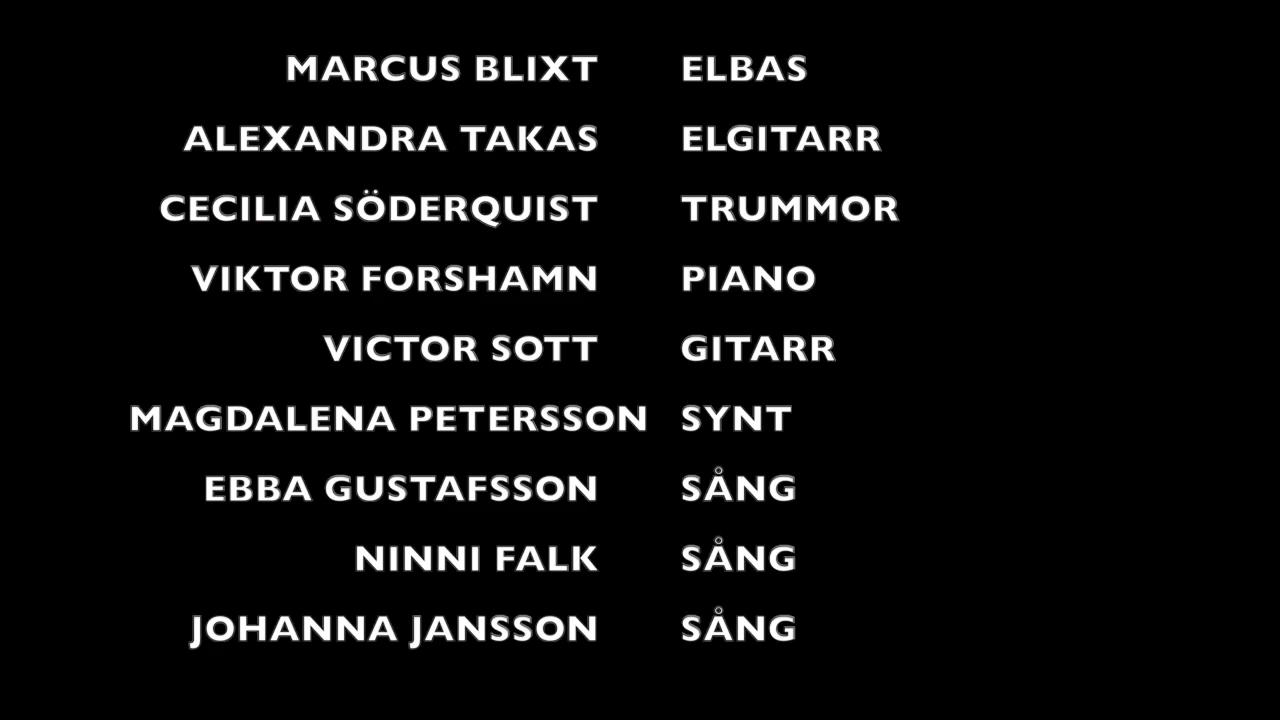 MARCUS BLIXT ELBAS
ALEXANDRA TAKAS ELGITARR
CECILIA SÖDERQUIST TRUMMOR
VIKTOR FORSHAMN PIANO
VICTOR SOTT GITARR
MAGDALENA PETERSSON SYNT
EBBA GUSTAFSSON SÅNG
NINNI FALK SÅNG
JOHANNA JANSSON SÅNG